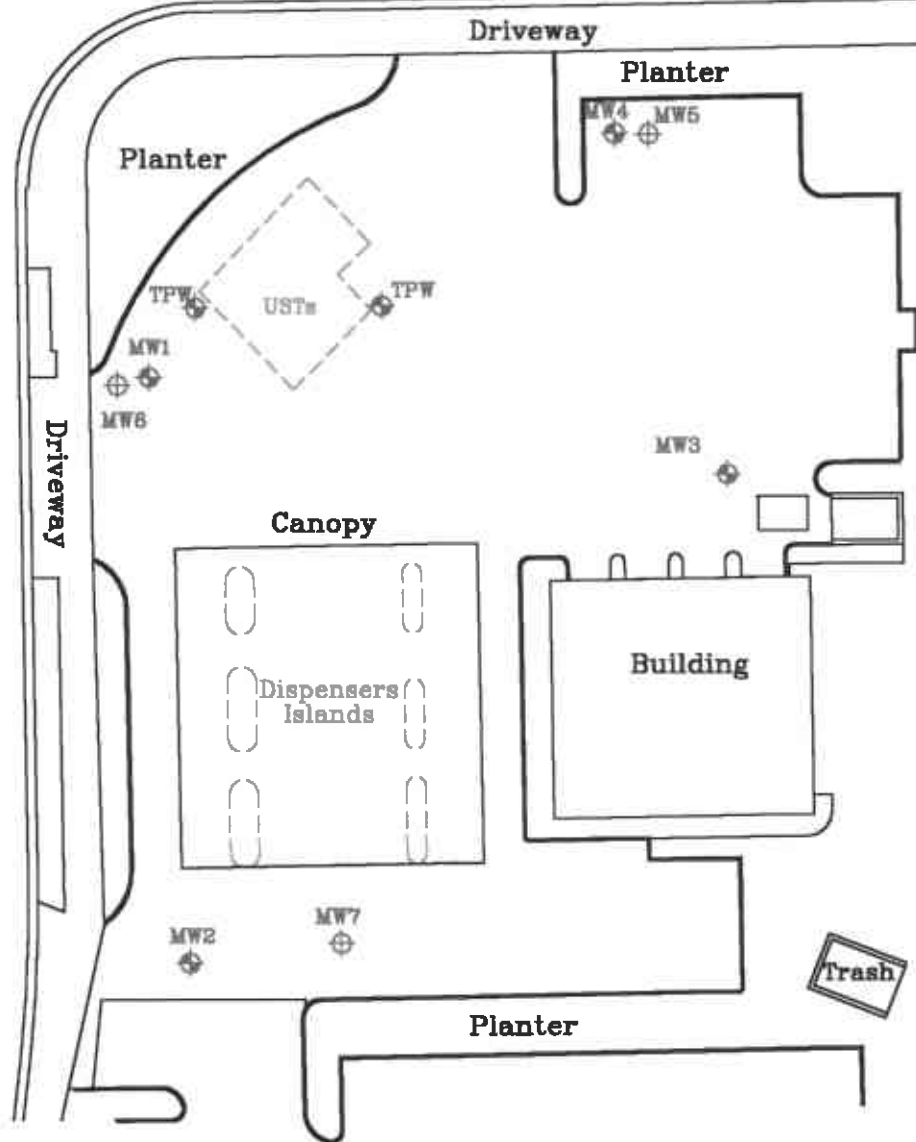 Driveway
Planter
MW4
MW5
Planter
TPW
USTs
TPW
MW1
MW6
Driveway
MW3
Canopy
Building
Dispensers
Islands
MW7
MW2
Trash
Planter